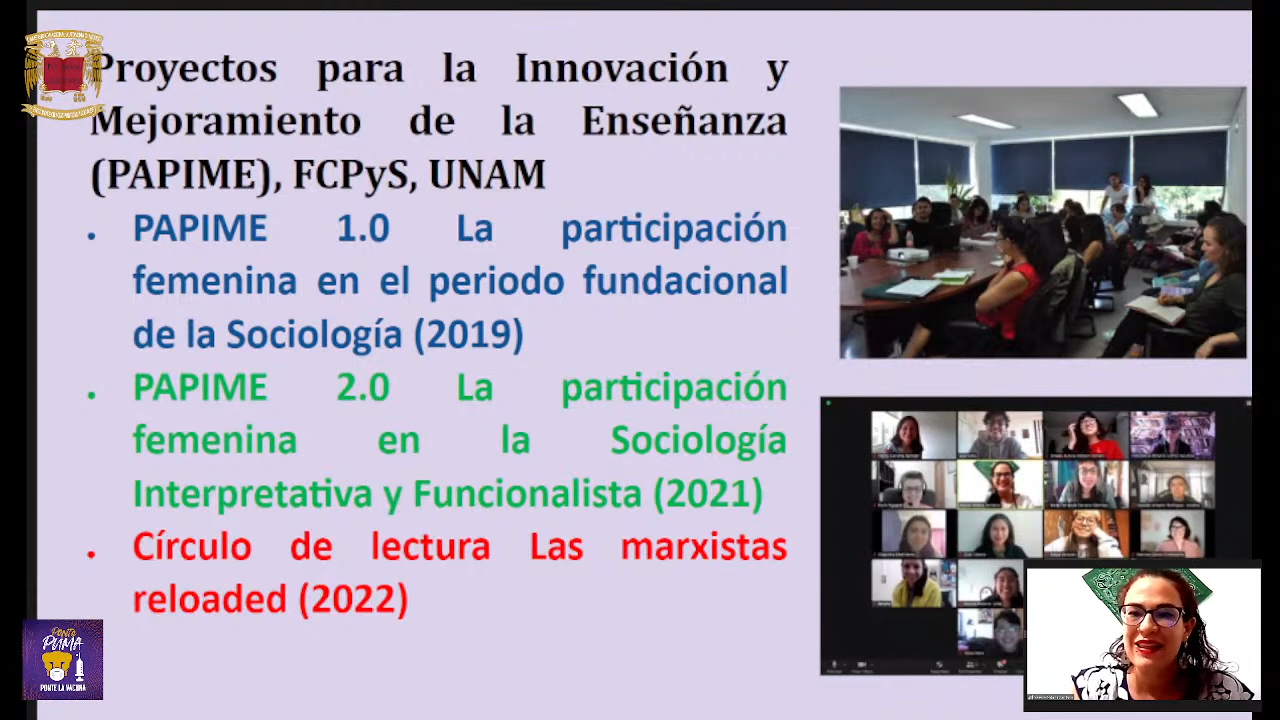 Proyectos para la Innovación y
Mejoramiento de la Enseñanza
(PAPIME), FCPyS, UNAM
PAPIME 1.0 La participación
femenina en el periodo fundacional
de la Sociología (2019)
PAPIME 2.0 La participación
femenina en la Sociología
Interpretativa y Funcionalista (2021)
Círculo de lectura Las marxistas
reloaded (2022)
PONTE
PUMA
PONTE LA VACUNA